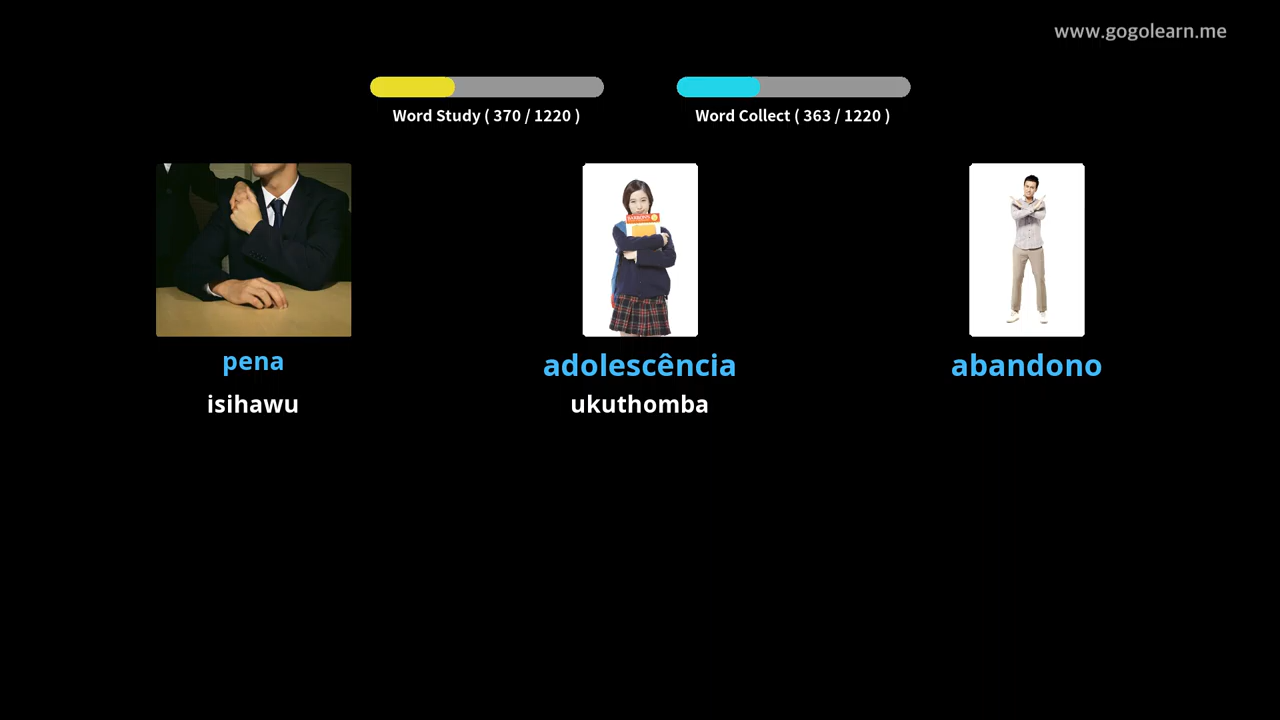 www.gogolearn.me
Word Study ( 370 / 1220 )
Word Collect ( 363 / 1220 )
pena
adolescência
abandono
isihawu
ukuthomba